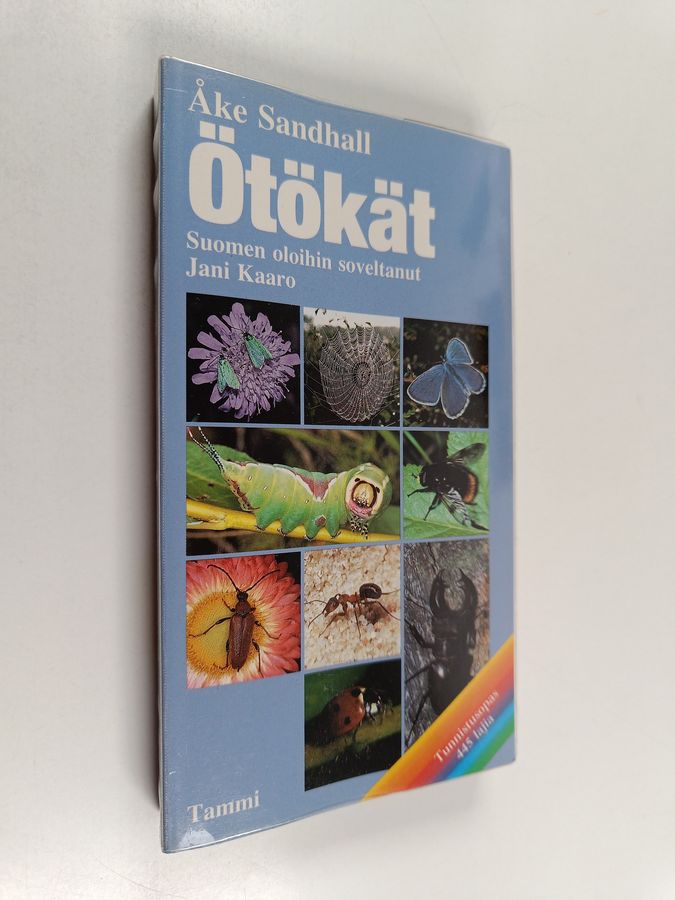 Åke Sandhall
Ötökät
Suomen oloihin soveltanut
Jani Kaaro
Tunnistusopas
445 lajia
Tammi